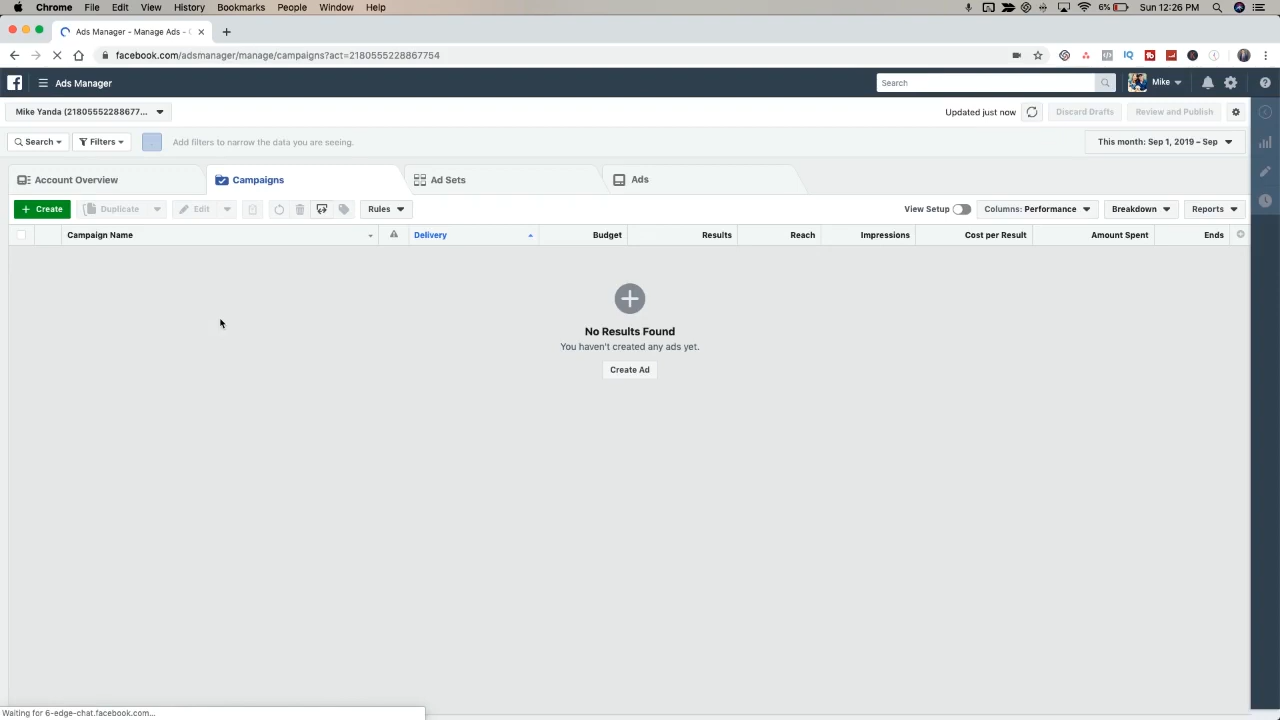 Chrome File Edit View History Bookmarks People Window Help 6% Sun 12:26 PM
Ads Manager - Manage Ads - C
facebook.com/adsmanager/manage/campaigns?act=2180555228867754
Ads Manager Search Mike
Mike Yanda (21805552288677... Updated just now Discard Drafts Review and Publish
Search Filters Add filters to narrow the data you are seeing. This month: Sep 1, 2019 – Sep
Account Overview Campaigns Ad Sets Ads
+ Create Duplicate Edit Rules View Setup Columns: Performance Breakdown Reports
Campaign Name Delivery Budget Results Reach Impressions Cost per Result Amount Spent Ends
No Results Found
You haven't created any ads yet.
Create Ad
Waiting for 6-edge-chat.facebook.com...